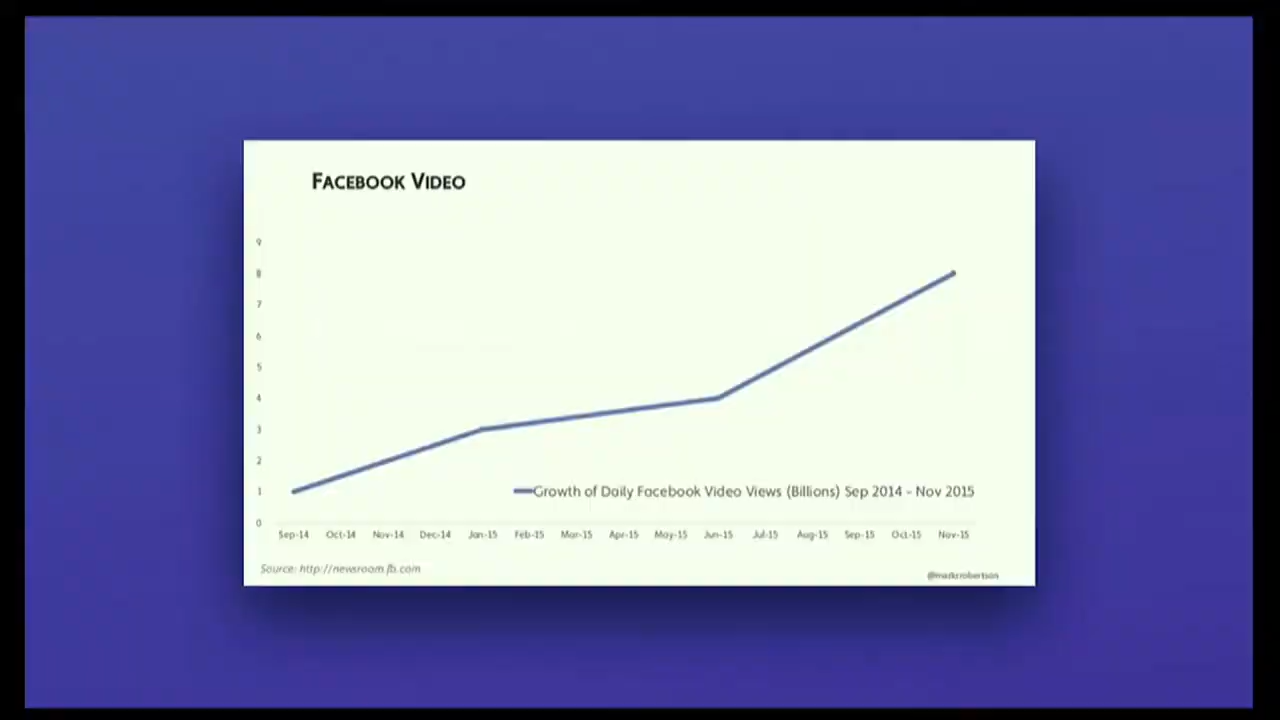 FACEBOOK VIDEO
9
8
7
6
5
4
3
2
1
0
Growth of Daily Facebook Video Views (Billions) Sep 2014 - Nov 2015
Sep-14 Oct-14 Nov-14 Dec-14 Jan-15 Feb-15 Mar-15 Apr-15 May-15 Jun-15 Jul-15 Aug-15 Sep-15 Oct-15 Nov-15
Source: http://newsroom.fb.com
@markrrobertson